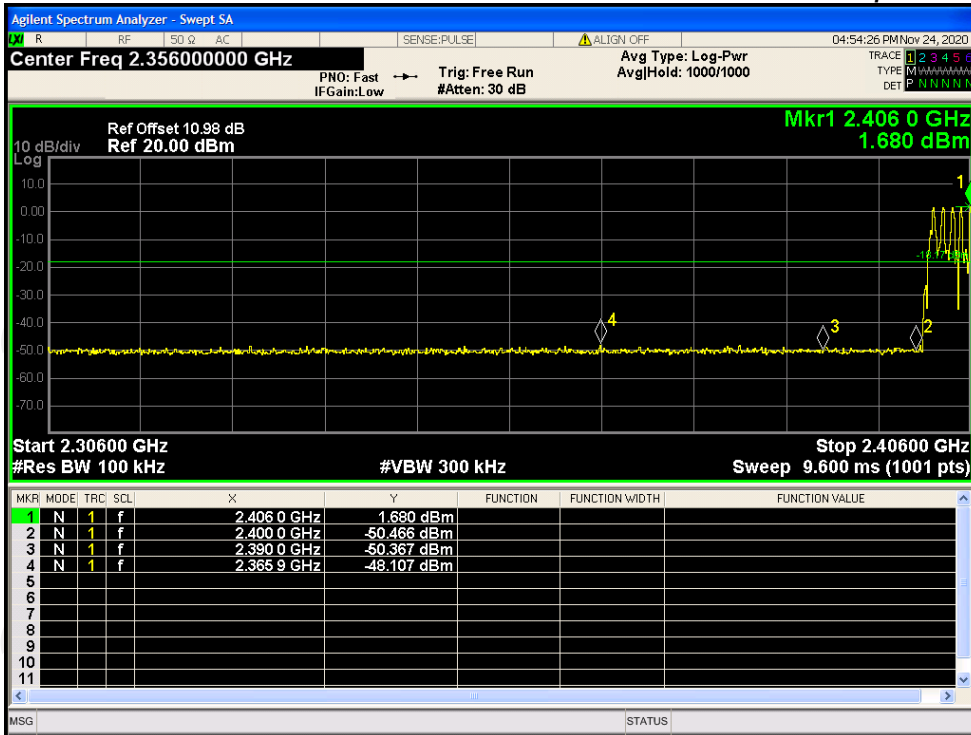 Agilent Spectrum Analyzer - Swept SA
LXI R RF 50 Ω AC SENSE:PULSE ALIGN OFF 04:54:26 PM Nov 24, 2020
Center Freq 2.356000000 GHz
PNO: Fast
IFGain:Low
Trig: Free Run
#Atten: 30 dB
Avg Type: Log-Pwr
Avg|Hold: 1000/1000
TRACE 1 2 3 4 5 6
TYPE M
DET P N N N N N
Ref Offset 10.98 dB
10 dB/div Ref 20.00 dBm
Log
Mkr1 2.406 0 GHz
1.680 dBm
10.0
0.00
-10.0
-20.0
-30.0
-40.0
-50.0
-60.0
-70.0
1
4
3
2
Start 2.30600 GHz Stop 2.40600 GHz
#Res BW 100 kHz #VBW 300 kHz Sweep 9.600 ms (1001 pts)
MKR MODE TRC SCL X Y FUNCTION FUNCTION WIDTH FUNCTION VALUE
1 N 1 f 2.406 0 GHz 1.680 dBm
2 N 1 f 2.400 0 GHz -50.466 dBm
3 N 1 f 2.390 0 GHz -50.367 dBm
4 N 1 f 2.365 9 GHz -48.107 dBm
5
6
7
8
9
10
11
MSG STATUS